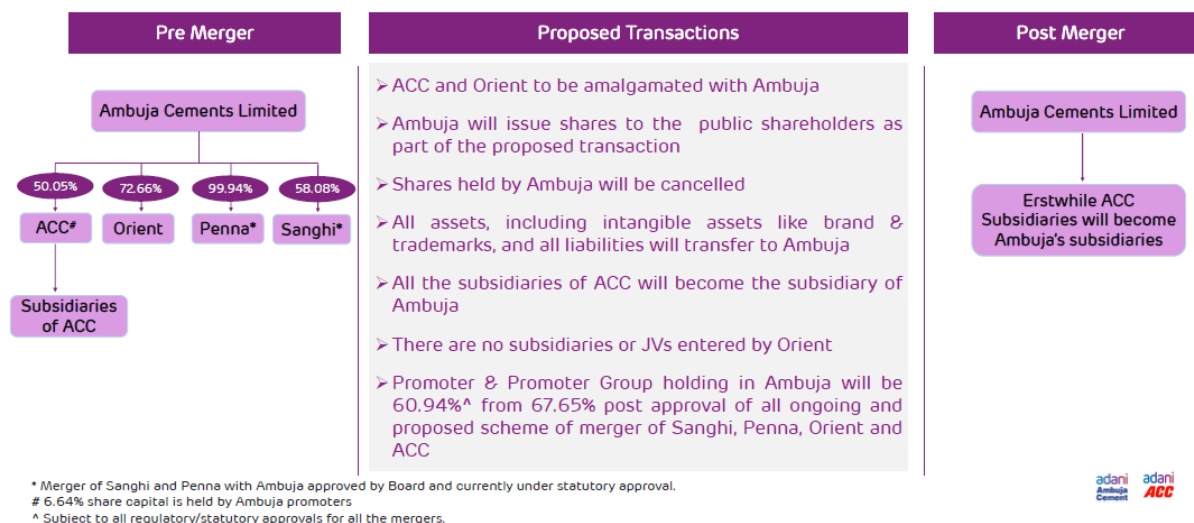 Pre Merger
Ambuja Cements Limited
50.05%
72.66%
99.94%
58.08%
ACC#
Orient
Penna*
Sanghi*
Subsidiaries
of ACC
Proposed Transactions
➢ ACC and Orient to be amalgamated with Ambuja
➢ Ambuja will issue shares to the public shareholders as
part of the proposed transaction
➢ Shares held by Ambuja will be cancelled
➢ All assets, including intangible assets like brand &
trademarks, and all liabilities will transfer to Ambuja
➢ All the subsidiaries of ACC will become the subsidiary of
Ambuja
➢ There are no subsidiaries or JVs entered by Orient
➢ Promoter & Promoter Group holding in Ambuja will be
60.94%^ from 67.65% post approval of all ongoing and
proposed scheme of merger of Sanghi, Penna, Orient and
ACC
Post Merger
Ambuja Cements Limited
Erstwhile ACC
Subsidiaries will become
Ambuja's subsidiaries
* Merger of Sanghi and Penna with Ambuja approved by Board and currently under statutory approval.
# 6.64% share capital is held by Ambuja promoters
^ Subject to all regulatory/statutory approvals for all the mergers.
adani
Ambuja
Cement
adani
ACC